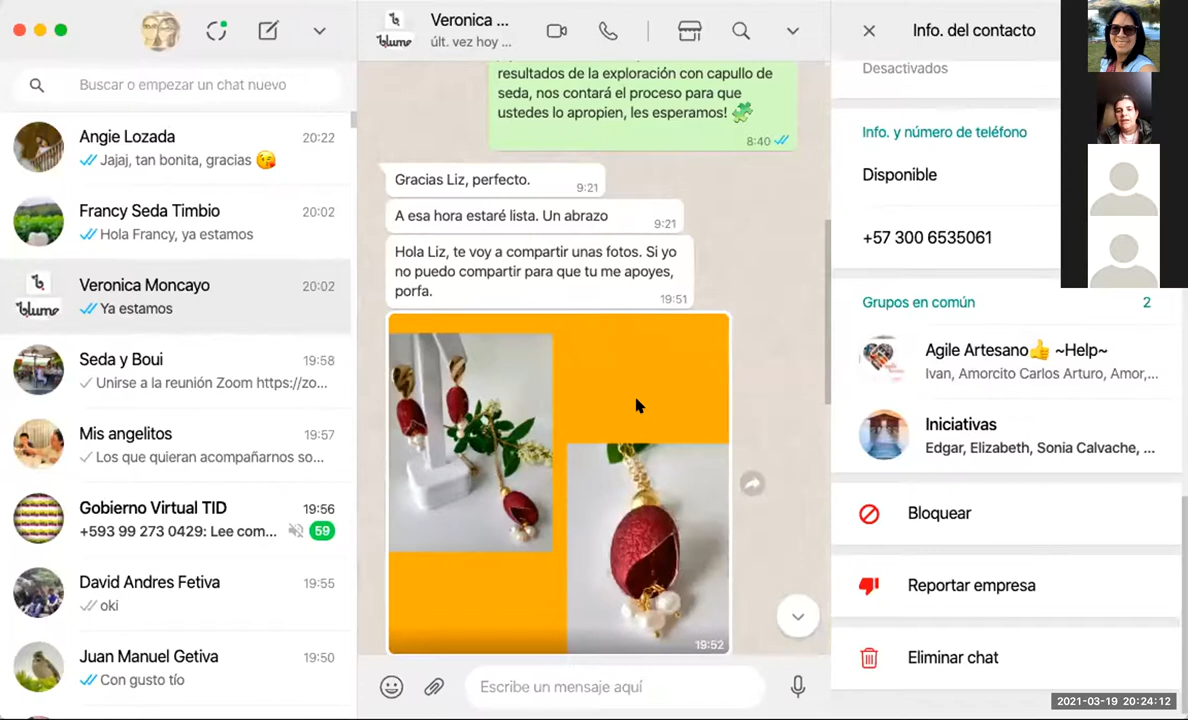 Buscar o empezar un chat nuevo
Angie Lozada 20:22
Jajaj, tan bonita, gracias
Francy Seda Timbio 20:02
Hola Francy, ya estamos
blume
Veronica Moncayo 20:02
Ya estamos
Seda y Boui 19:58
Unirse a la reunión Zoom https://zo...
Mis angelitos 19:57
Los que quieran acompañarnos so...
Gobierno Virtual TID 19:56
+593 99 273 0429: Lee com... 59
David Andres Fetiva 19:55
oki
Juan Manuel Getiva 19:50
Con gusto tío
blume
Veronica ...
últ. vez hoy ...
resultados de la exploración con capullo de
seda, nos contará el proceso para que
ustedes lo apropien, les esperamos!
8:40
Gracias Liz, perfecto.
9:21
A esa hora estaré lista. Un abrazo
9:21
Hola Liz, te voy a compartir unas fotos. Si yo
no puedo compartir para que tu me apoyes,
porfa.
19:51
19:52
Escribe un mensaje aquí
Info. del contacto
Desactivados
Info. y número de teléfono
Disponible
+57 300 6535061
Grupos en común 2
Agile Artesano ~Help~
Ivan, Amorcito Carlos Arturo, Amor,...
Iniciativas
Edgar, Elizabeth, Sonia Calvache, ...
Bloquear
Reportar empresa
Eliminar chat
2021-03-19 20:24:12